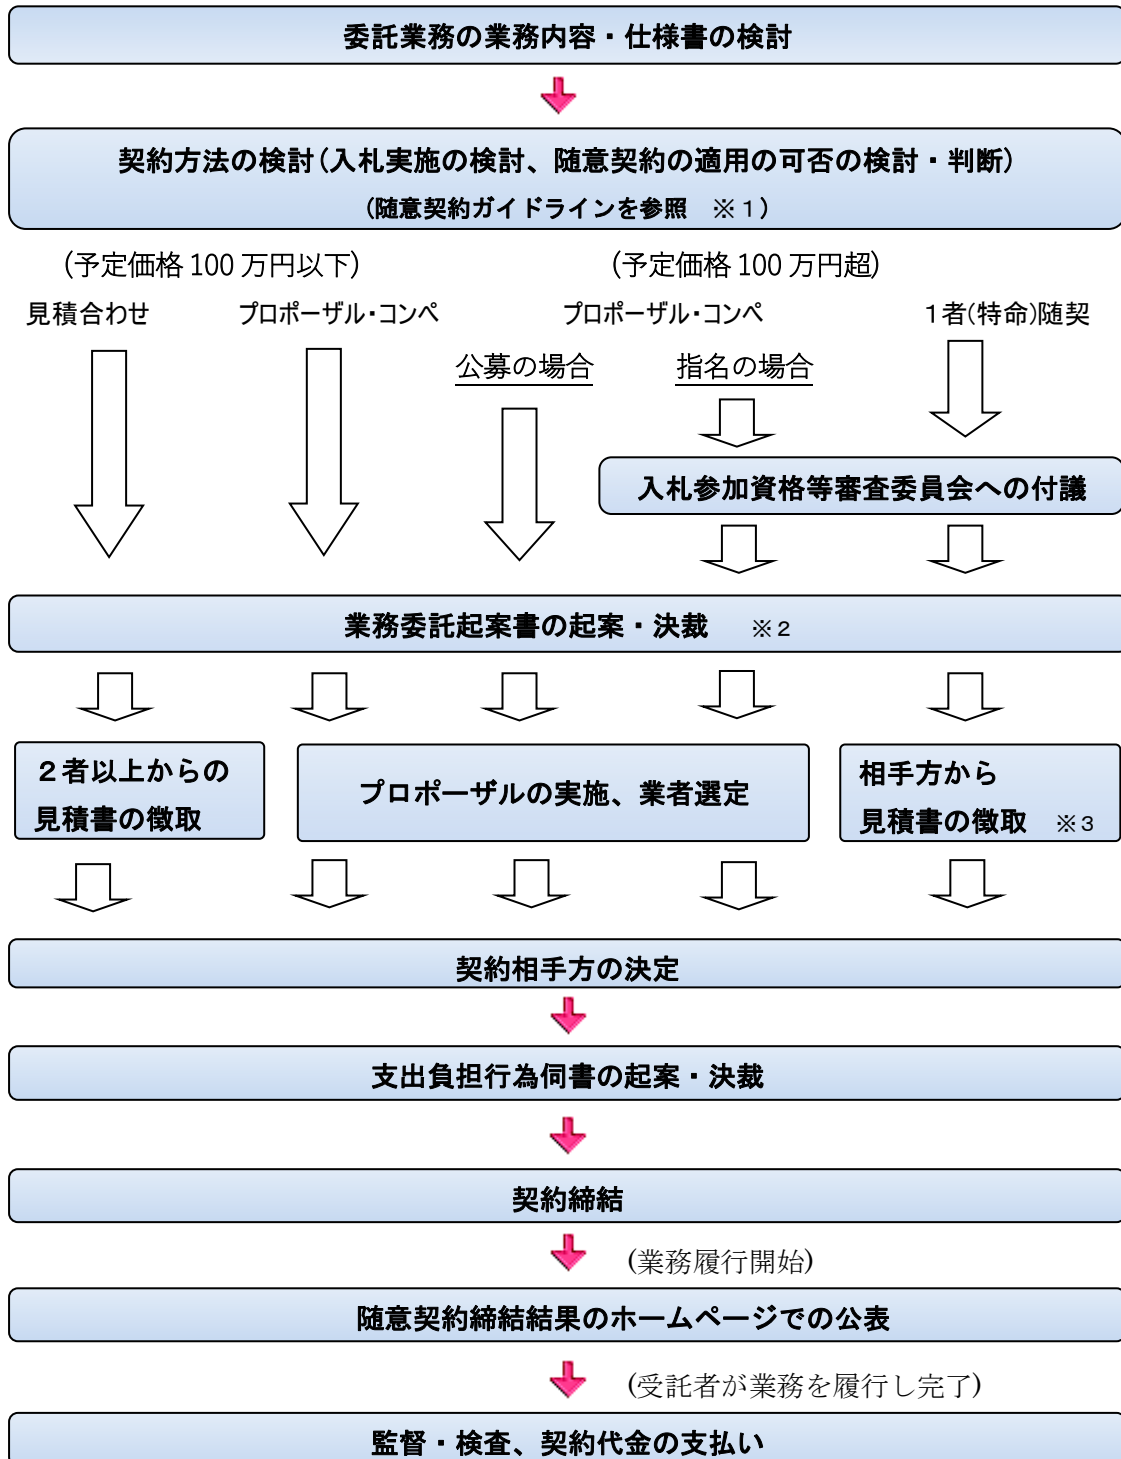 委託業務の業務内容・仕様書の検討
契約方法の検討(入札実施の検討、随意契約の適用の可否の検討・判断)
(随意契約ガイドラインを参照　※１)
(予定価格 100 万円以下)
(予定価格 100 万円超)
見積合わせ
プロポーザル・コンペ
プロポーザル・コンペ
１者(特命)随契
公募の場合
指名の場合
入札参加資格等審査委員会への付議
業務委託起案書の起案・決裁　※２
２者以上からの
見積書の徴取
プロポーザルの実施、業者選定
相手方から
見積書の徴取　※３
契約相手方の決定
支出負担行為伺書の起案・決裁
契約締結
(業務履行開始)
随意契約締結結果のホームページでの公表
(受託者が業務を履行し完了)
監督・検査、契約代金の支払い